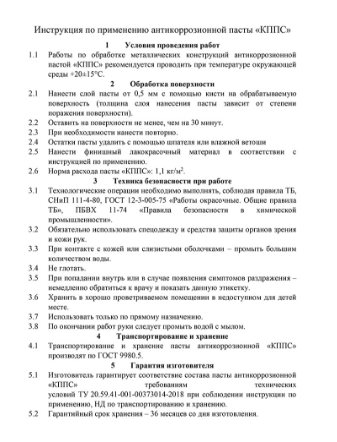 Инструкция по применению антикоррозионной пасты «КППС»
1 Условия проведения работ
1.1 Работы по обработке металлических конструкций антикоррозионной
пастой «КППС» рекомендуется проводить при температуре окружающей
среды +20±15°С.
2 Обработка поверхности
2.1 Нанести слой пасты от 0,5 мм с помощью кисти на обрабатываемую
поверхность (толщина слоя нанесения пасты зависит от степени
поражения поверхности).
2.2 Оставить на поверхности не менее, чем на 30 минут.
2.3 При необходимости нанести повторно.
2.4 Остатки пасты удалить с помощью шпателя или влажной ветоши
2.5 Нанести финишный лакокрасочный материал в соответствии с
инструкцией по применению.
2.6 Норма расхода пасты «КППС»: 1,1 кг/м².
3 Техника безопасности при работе
3.1 Технологические операции необходимо выполнять, соблюдая правила ТБ,
СНиП 111-4-80, ГОСТ 12-3-005-75 «Работы окрасочные. Общие правила
ТБ», ПБВХ 11-74 «Правила безопасности в химической
промышленности».
3.2 Обязательно использовать спецодежду и средства защиты органов зрения
и кожи рук.
3.3 При контакте с кожей или слизистыми оболочками – промыть большим
количеством воды.
3.4 Не глотать.
3.5 При попадании внутрь или в случае появления симптомов раздражения –
немедленно обратиться к врачу и показать данную этикетку.
3.6 Хранить в хорошо проветриваемом помещении в недоступном для детей
месте.
3.7 Использовать только по прямому назначению.
3.8 По окончании работ руки следует промыть водой с мылом.
4 Транспортирование и хранение
4.1 Транспортирование и хранение пасты антикоррозионной «КППС»
производят по ГОСТ 9980.5.
5 Гарантия изготовителя
5.1 Изготовитель гарантирует соответствие состава пасты антикоррозионной
«КППС» требованиям технических
условий ТУ 20.59.41-001-00373014-2018 при соблюдении инструкции по
применению, НД по транспортированию и хранению.
5.2 Гарантийный срок хранения – 36 месяцев со дня изготовления.